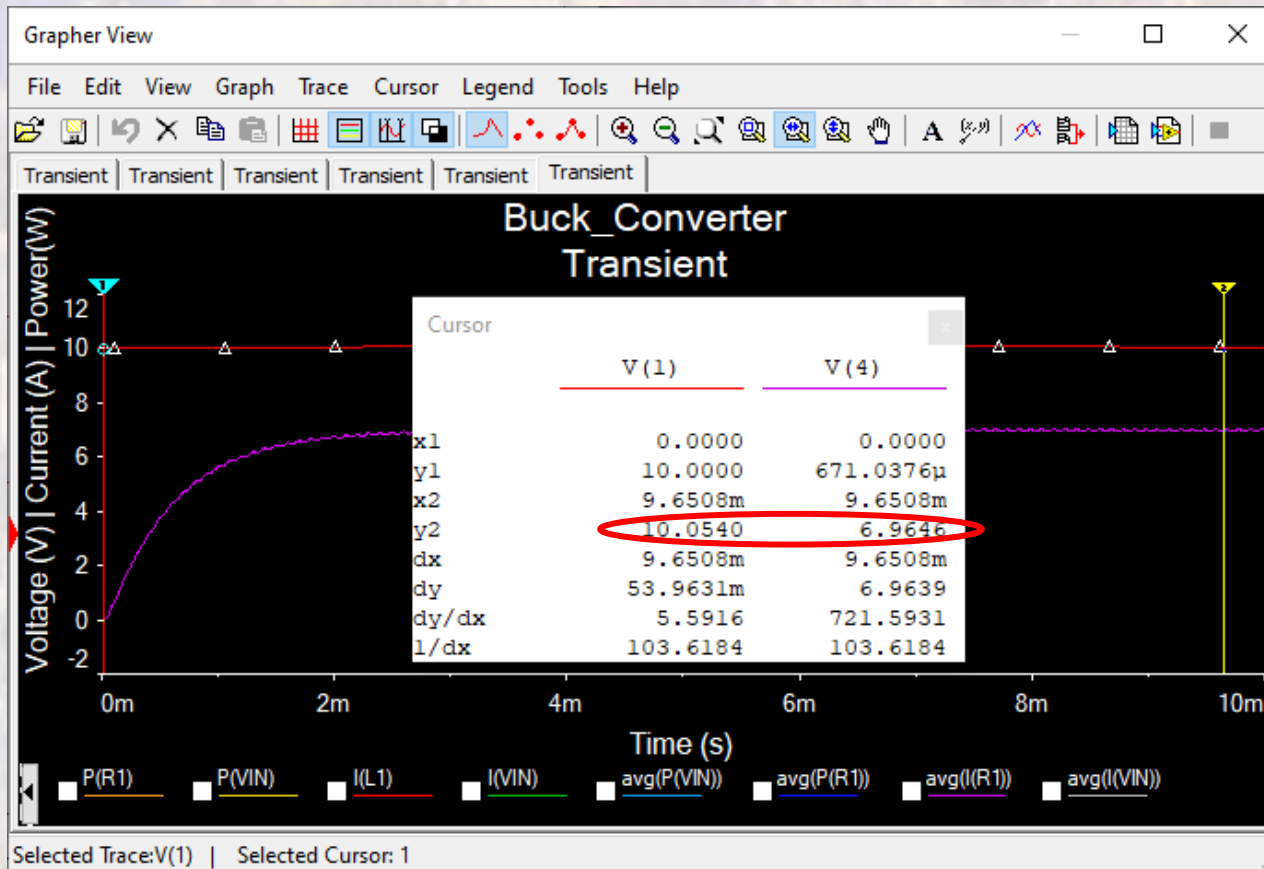 Grapher View
File Edit View Graph Trace Cursor Legend Tools Help
A (x,y)
Transient Transient Transient Transient Transient Transient
Buck_Converter
Transient
Voltage (V) | Current (A) | Power(W)
1 2
12
10
8
6
4
2
0
-2
Cursor x
V(1) V(4)
x1 0.0000 0.0000
y1 10.0000 671.0376µ
x2 9.6508m 9.6508m
y2 10.0540 6.9646
dx 9.6508m 9.6508m
dy 53.9631m 6.9639
dy/dx 5.5916 721.5931
1/dx 103.6184 103.6184
0m 2m 4m 6m 8m 10m
Time (s)
P(R1) P(VIN) I(L1) I(VIN) avg(P(VIN)) avg(P(R1)) avg(I(R1)) avg(I(VIN))
Selected Trace:V(1) | Selected Cursor: 1